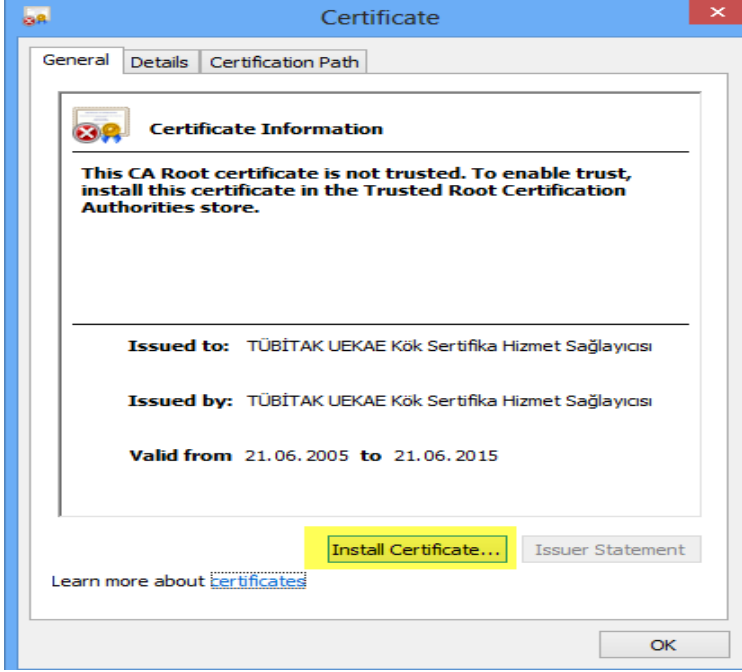 Certificate
General Details Certification Path
Certificate Information
This CA Root certificate is not trusted. To enable trust,
install this certificate in the Trusted Root Certification
Authorities store.
Issued to: TÜBİTAK UEKAE Kök Sertifika Hizmet Sağlayıcısı
Issued by: TÜBİTAK UEKAE Kök Sertifika Hizmet Sağlayıcısı
Valid from 21.06.2005 to 21.06.2015
Install Certificate... Issuer Statement
Learn more about certificates
OK